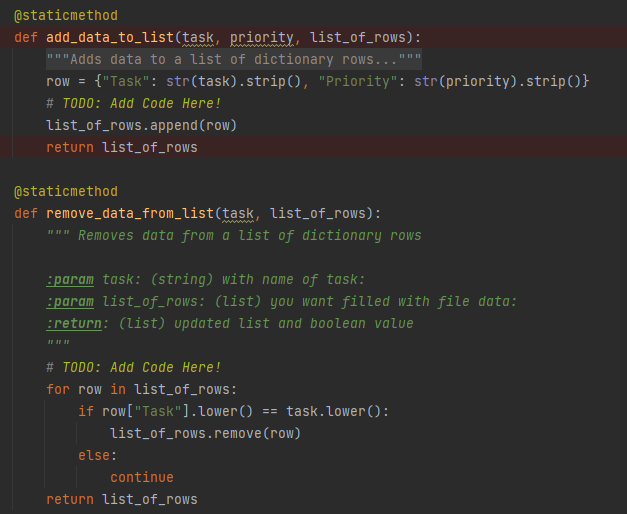 @staticmethod
def add_data_to_list(task, priority, list_of_rows):
    """Adds data to a list of dictionary rows..."""
    row = {"Task": str(task).strip(), "Priority": str(priority).strip()}
    # TODO: Add Code Here!
    list_of_rows.append(row)
    return list_of_rows

@staticmethod
def remove_data_from_list(task, list_of_rows):
    """ Removes data from a list of dictionary rows

    :param task: (string) with name of task:
    :param list_of_rows: (list) you want filled with file data:
    :return: (list) updated list and boolean value
    """
    # TODO: Add Code Here!
    for row in list_of_rows:
        if row["Task"].lower() == task.lower():
            list_of_rows.remove(row)
        else:
            continue
    return list_of_rows